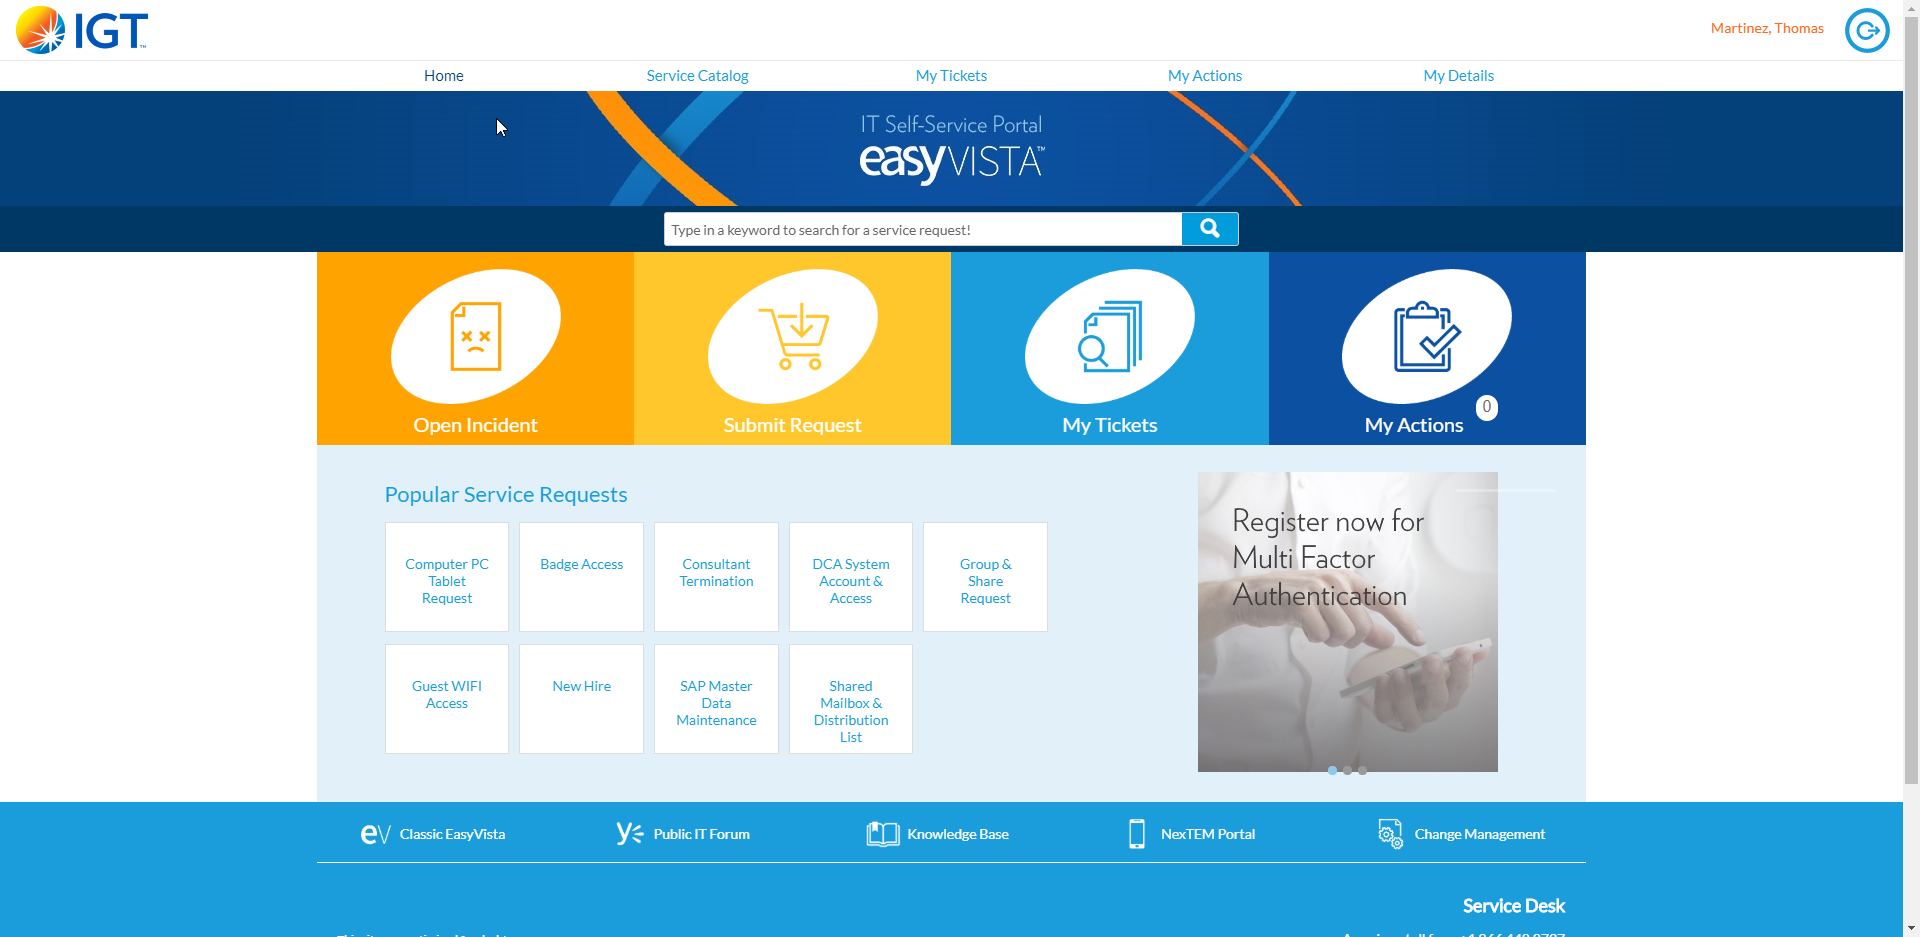 IGT
Martinez, Thomas
Home
Service Catalog
My Tickets
My Actions
My Details
IT Self-Service Portal
easyVISTA™
Type in a keyword to search for a service request!
Open Incident
Submit Request
My Tickets
My Actions
0
Popular Service Requests
Computer PC
Tablet
Request
Badge Access
Consultant
Termination
DCA System
Account &
Access
Group &
Share
Request
Guest WIFI
Access
New Hire
SAP Master
Data
Maintenance
Shared
Mailbox &
Distribution
List
Register now for
Multi Factor
Authentication
eV Classic EasyVista
Public IT Forum
Knowledge Base
NexTEM Portal
Change Management
Service Desk